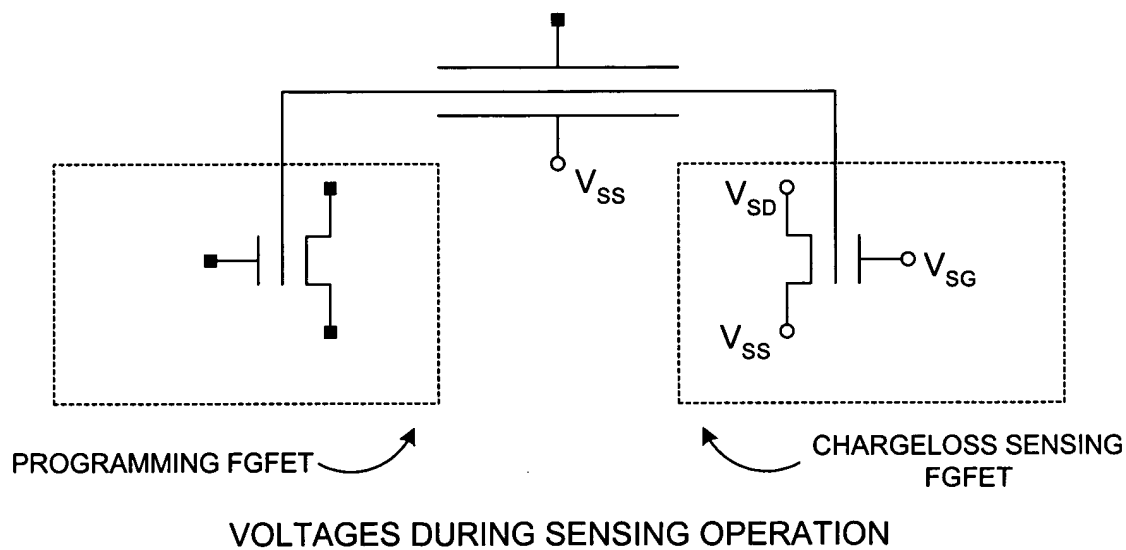 V_SS
V_SD
V_SG
V_SS
PROGRAMMING FGFET
CHARGELOSS SENSING
FGFET
VOLTAGES DURING SENSING OPERATION